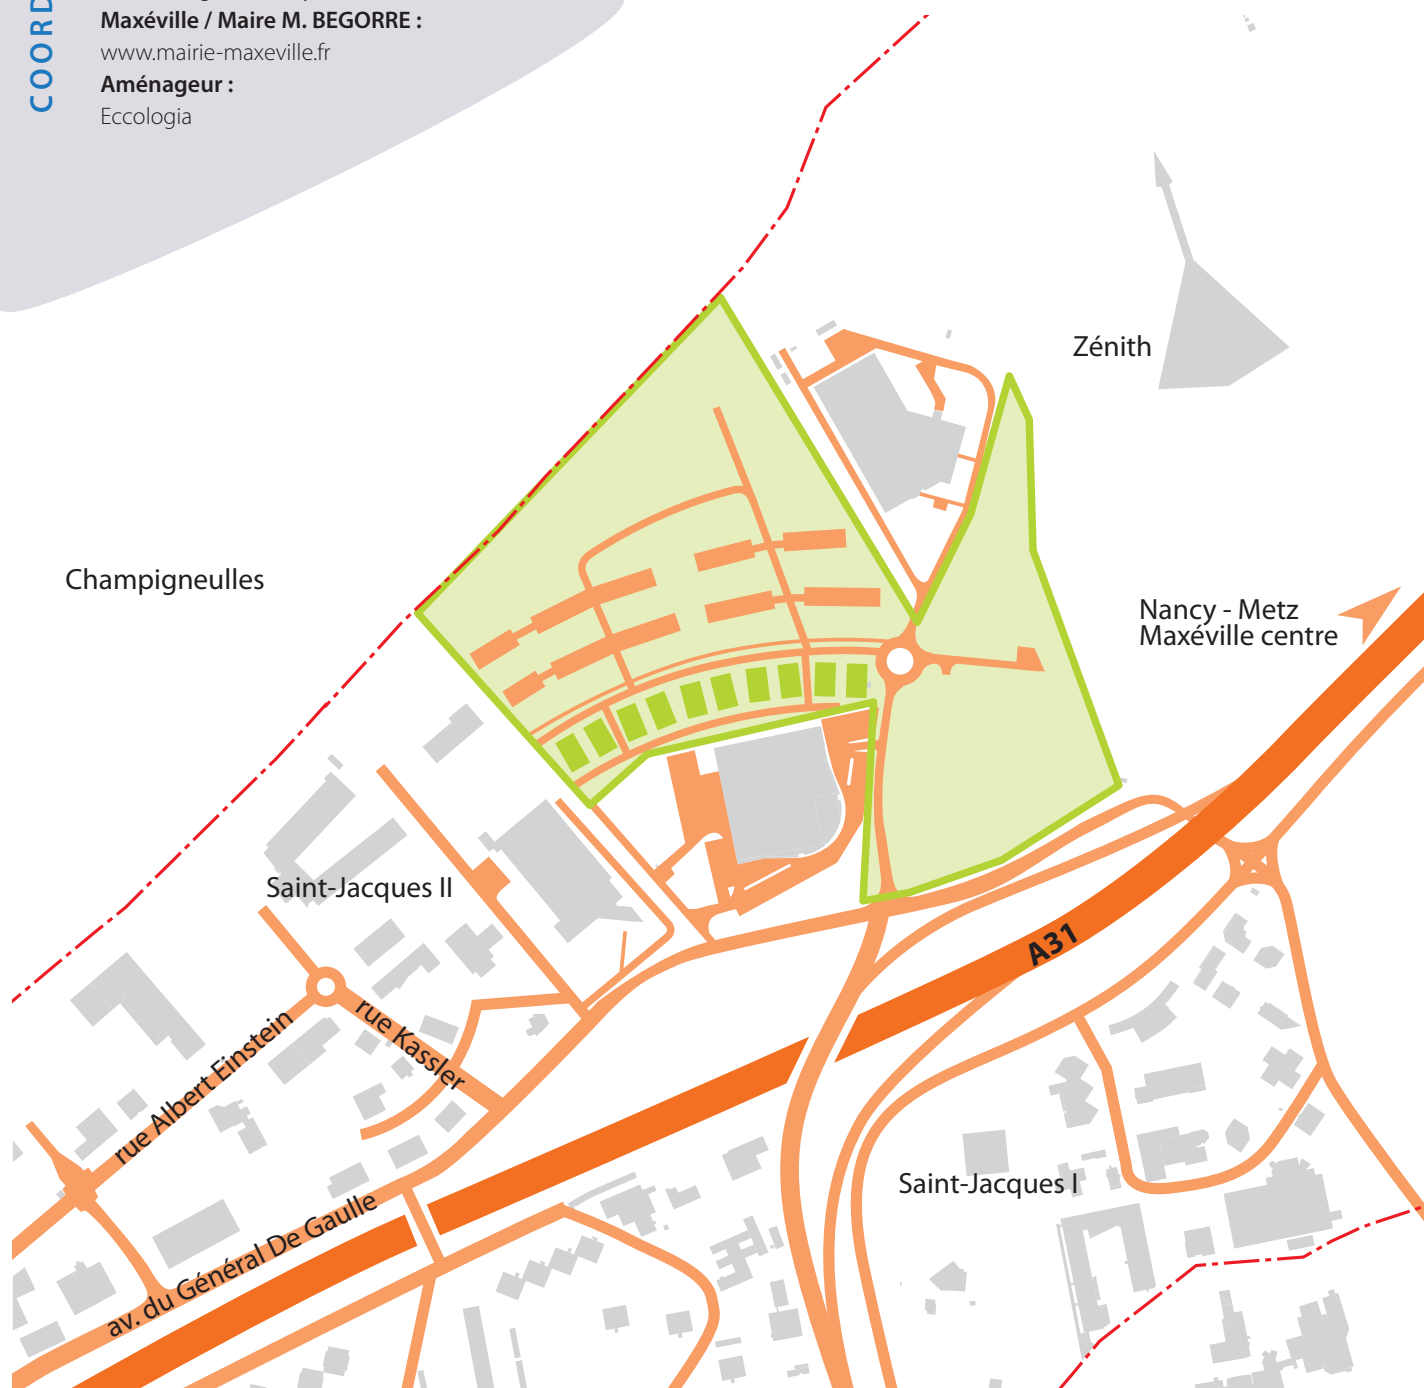 COORD
Maxéville / Maire M. BEGORRE :
www.mairie-maxeville.fr
Aménageur :
Eccologia
Zénith
Champigneulles
Nancy - Metz
Maxéville centre
Saint-Jacques II
A31
rue Kassler
rue Albert Einstein
Saint-Jacques I
av. du Général De Gaulle